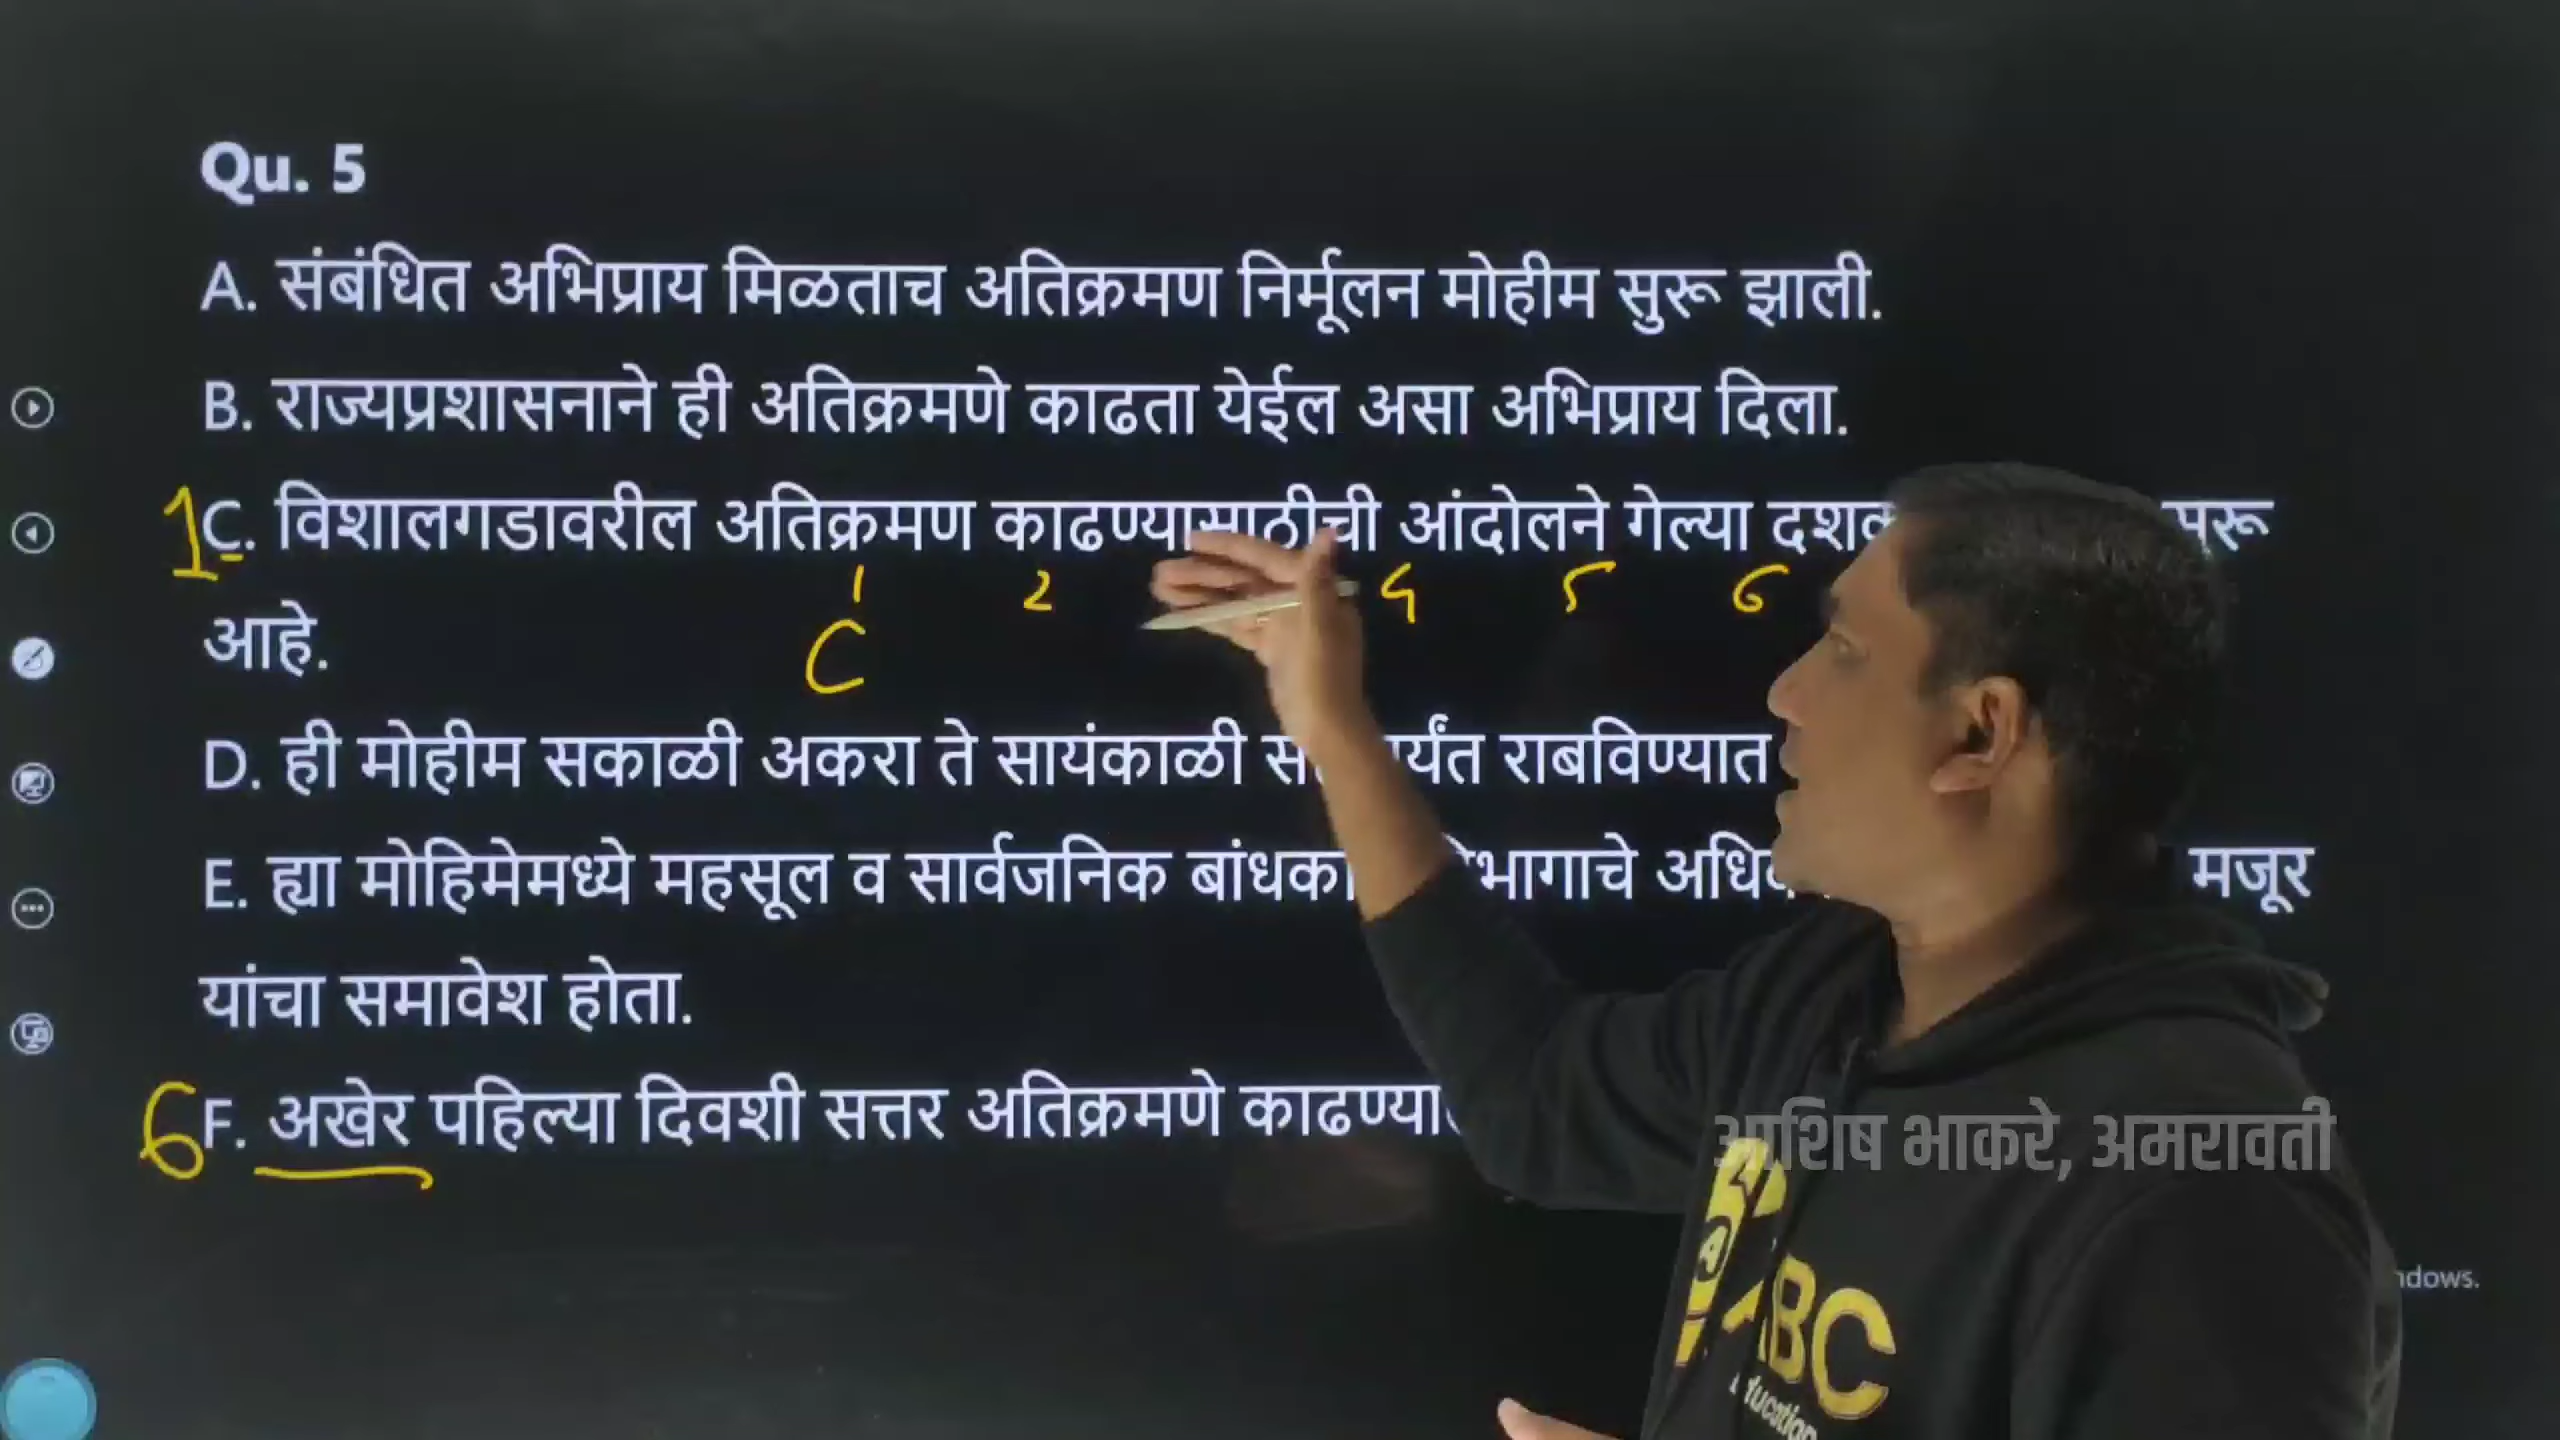 Qu. 5
A. संबंधित अभिप्राय मिळताच अतिक्रमण निर्मूलन मोहीम सुरू झाली.
B. राज्यप्रशासनाने ही अतिक्रमणे काढता येईल असा अभिप्राय दिला.
1 C. विशालगडावरील अतिक्रमण काढण्यासाठीची आंदोलने गेल्या सुरू
1 2 4 5 6
आहे.
C
D. ही मोहीम सकाळी अकरा ते सायंकाळी राबविण्यात
E. ह्या मोहिमेमध्ये महसूल व सार्वजनिक मजूर
यांचा समावेश होता.
6 F. अखेर पहिल्या दिवशी सत्तर अतिक्रमणे
आशिष भाकरे, अमरावती
ABC